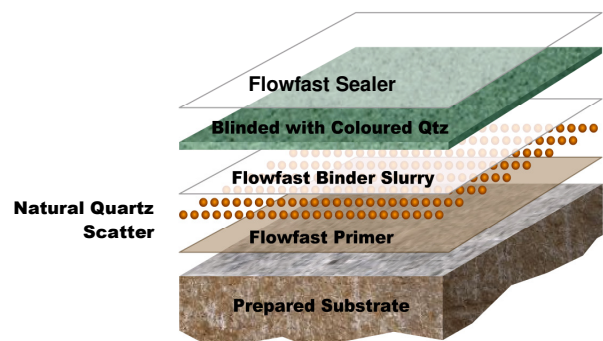 Flowfast Sealer
Blinded with Coloured Qtz
Flowfast Binder Slurry
Natural Quartz
Scatter
Flowfast Primer
Prepared Substrate